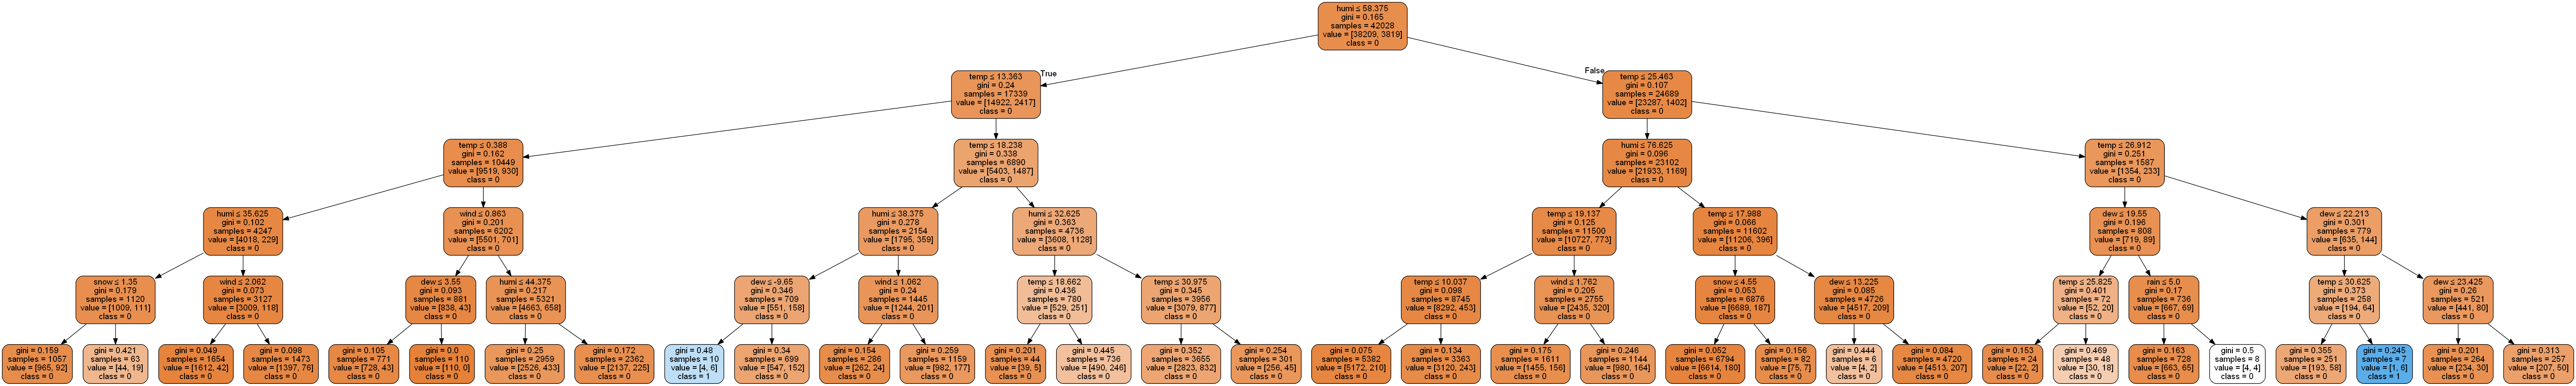 humi ≤ 58.375
gini = 0.165
samples = 42028
value = [38209, 3819]
class = 0
True
False
temp ≤ 13.363
gini = 0.24
samples = 17339
value = [14922, 2417]
class = 0
temp ≤ 25.463
gini = 0.107
samples = 24689
value = [23287, 1402]
class = 0
temp ≤ 0.388
gini = 0.162
samples = 10449
value = [9519, 930]
class = 0
temp ≤ 18.238
gini = 0.338
samples = 6890
value = [5403, 1487]
class = 0
humi ≤ 76.625
gini = 0.096
samples = 23102
value = [21933, 1169]
class = 0
temp ≤ 26.912
gini = 0.251
samples = 1587
value = [1354, 233]
class = 0
humi ≤ 35.625
gini = 0.102
samples = 4247
value = [4018, 229]
class = 0
wind ≤ 0.863
gini = 0.201
samples = 6202
value = [5501, 701]
class = 0
humi ≤ 38.375
gini = 0.278
samples = 2154
value = [1795, 359]
class = 0
humi ≤ 32.625
gini = 0.363
samples = 4736
value = [3608, 1128]
class = 0
temp ≤ 19.137
gini = 0.125
samples = 11500
value = [10727, 773]
class = 0
temp ≤ 17.988
gini = 0.066
samples = 11602
value = [11206, 396]
class = 0
dew ≤ 19.55
gini = 0.196
samples = 808
value = [719, 89]
class = 0
dew ≤ 22.213
gini = 0.301
samples = 779
value = [635, 144]
class = 0
snow ≤ 1.35
gini = 0.179
samples = 1120
value = [1009, 111]
class = 0
wind ≤ 2.062
gini = 0.073
samples = 3127
value = [3009, 118]
class = 0
dew ≤ 3.55
gini = 0.093
samples = 881
value = [838, 43]
class = 0
humi ≤ 44.375
gini = 0.217
samples = 5321
value = [4663, 658]
class = 0
dew ≤ -9.65
gini = 0.346
samples = 709
value = [551, 158]
class = 0
wind ≤ 1.062
gini = 0.24
samples = 1445
value = [1244, 201]
class = 0
temp ≤ 18.662
gini = 0.436
samples = 780
value = [529, 251]
class = 0
temp ≤ 30.975
gini = 0.345
samples = 3956
value = [3079, 877]
class = 0
temp ≤ 10.037
gini = 0.098
samples = 8745
value = [8292, 453]
class = 0
wind ≤ 1.762
gini = 0.205
samples = 2755
value = [2435, 320]
class = 0
snow ≤ 4.55
gini = 0.053
samples = 6876
value = [6689, 187]
class = 0
dew ≤ 13.225
gini = 0.085
samples = 4726
value = [4517, 209]
class = 0
temp ≤ 25.825
gini = 0.401
samples = 72
value = [52, 20]
class = 0
rain ≤ 5.0
gini = 0.17
samples = 736
value = [667, 69]
class = 0
temp ≤ 30.625
gini = 0.373
samples = 258
value = [194, 64]
class = 0
dew ≤ 23.425
gini = 0.26
samples = 521
value = [441, 80]
class = 0
gini = 0.159
samples = 1057
value = [965, 92]
class = 0
gini = 0.421
samples = 63
value = [44, 19]
class = 0
gini = 0.049
samples = 1654
value = [1612, 42]
class = 0
gini = 0.098
samples = 1473
value = [1397, 76]
class = 0
gini = 0.105
samples = 771
value = [728, 43]
class = 0
gini = 0.0
samples = 110
value = [110, 0]
class = 0
gini = 0.25
samples = 2959
value = [2526, 433]
class = 0
gini = 0.172
samples = 2362
value = [2137, 225]
class = 0
gini = 0.48
samples = 10
value = [4, 6]
class = 1
gini = 0.34
samples = 699
value = [547, 152]
class = 0
gini = 0.154
samples = 286
value = [262, 24]
class = 0
gini = 0.259
samples = 1159
value = [982, 177]
class = 0
gini = 0.201
samples = 44
value = [39, 5]
class = 0
gini = 0.445
samples = 736
value = [490, 246]
class = 0
gini = 0.352
samples = 3655
value = [2823, 832]
class = 0
gini = 0.254
samples = 301
value = [256, 45]
class = 0
gini = 0.075
samples = 5382
value = [5172, 210]
class = 0
gini = 0.134
samples = 3363
value = [3120, 243]
class = 0
gini = 0.175
samples = 1611
value = [1455, 156]
class = 0
gini = 0.246
samples = 1144
value = [980, 164]
class = 0
gini = 0.052
samples = 6794
value = [6614, 180]
class = 0
gini = 0.156
samples = 82
value = [75, 7]
class = 0
gini = 0.444
samples = 6
value = [4, 2]
class = 0
gini = 0.084
samples = 4720
value = [4513, 207]
class = 0
gini = 0.153
samples = 24
value = [22, 2]
class = 0
gini = 0.469
samples = 48
value = [30, 18]
class = 0
gini = 0.163
samples = 728
value = [663, 65]
class = 0
gini = 0.5
samples = 8
value = [4, 4]
class = 0
gini = 0.355
samples = 251
value = [193, 58]
class = 0
gini = 0.245
samples = 7
value = [1, 6]
class = 1
gini = 0.201
samples = 264
value = [234, 30]
class = 0
gini = 0.313
samples = 257
value = [207, 50]
class = 0